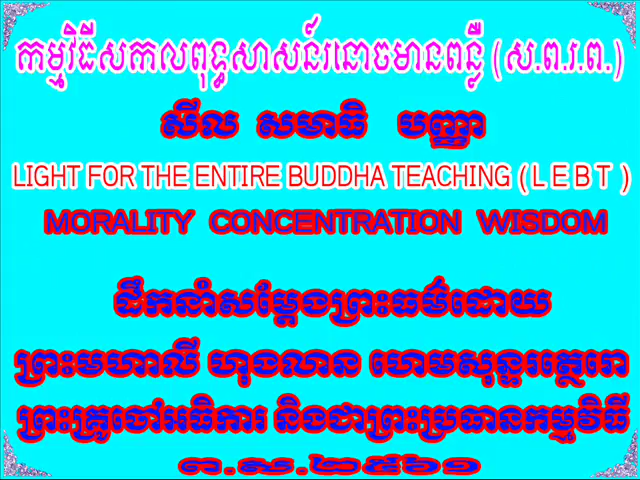 កម្មវិធីសកលពុទ្ធសាសន៍រនោចមានពន្លឺ (ស.ព.រ.ព.)
សីល សមាធិ បញ្ញា
LIGHT FOR THE ENTIRE BUDDHA TEACHING ( L E B T )
MORALITY CONCENTRATION WISDOM
ដឹកនាំសម្តែងព្រះធម៌ដោយ
ព្រះមហាលី ហុងលាន ហេមសុន្ទរត្ថេរោ
ព្រះគ្រូចៅអធិការ និងជាព្រះប្រធានកម្មវិធី
ព.ស.២៥៦១